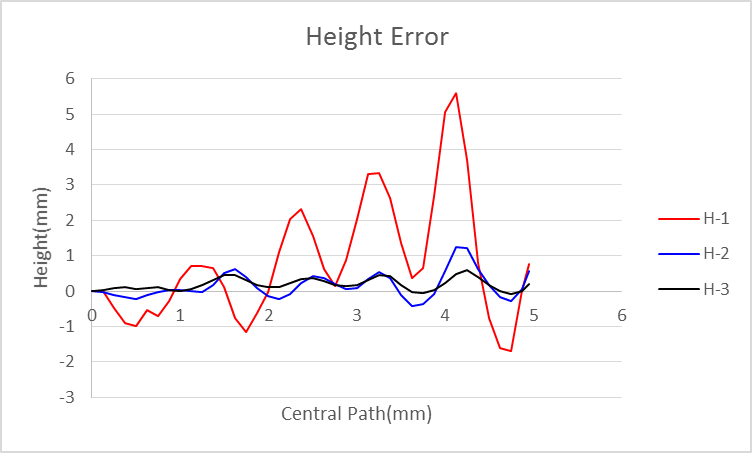 Height Error
6
5
4
3
2
1
0
-1
-2
-3
Height(mm)
0 1 2 3 4 5 6
Central Path(mm)
H-1
H-2
H-3